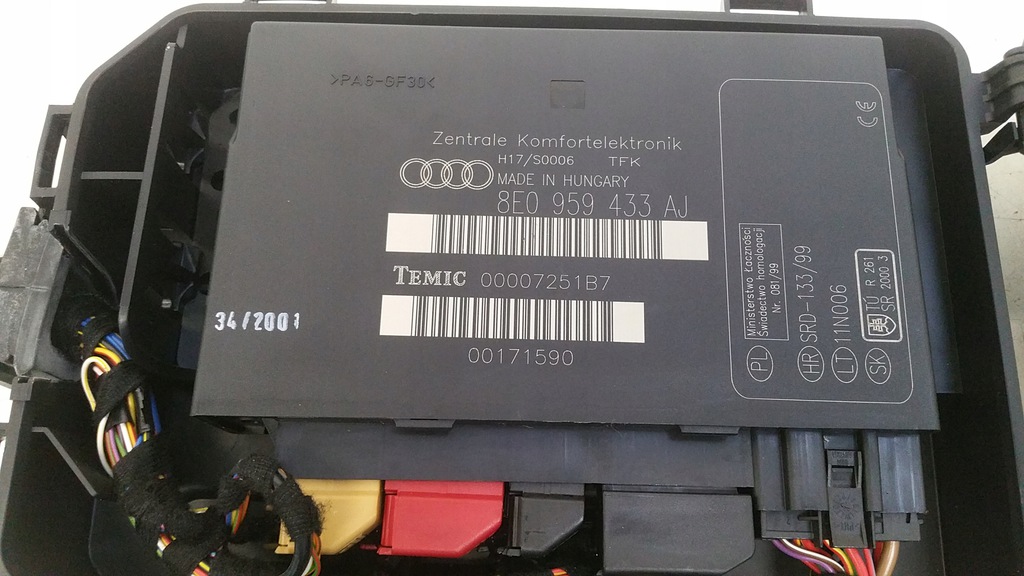 >PA6-GF30<
Zentrale Komfortelektronik
H17/S0006 TFK
MADE IN HUNGARY
8E0 959 433 AJ
TEMIC 00007251B7
00171590
34/2001
CE
PL Ministerstwo Łączności
Świadectwo homologacji
Nr. 081/99
HR SRD-133/99
LT 11N006
SK TÚ R 261
SR 2000 3